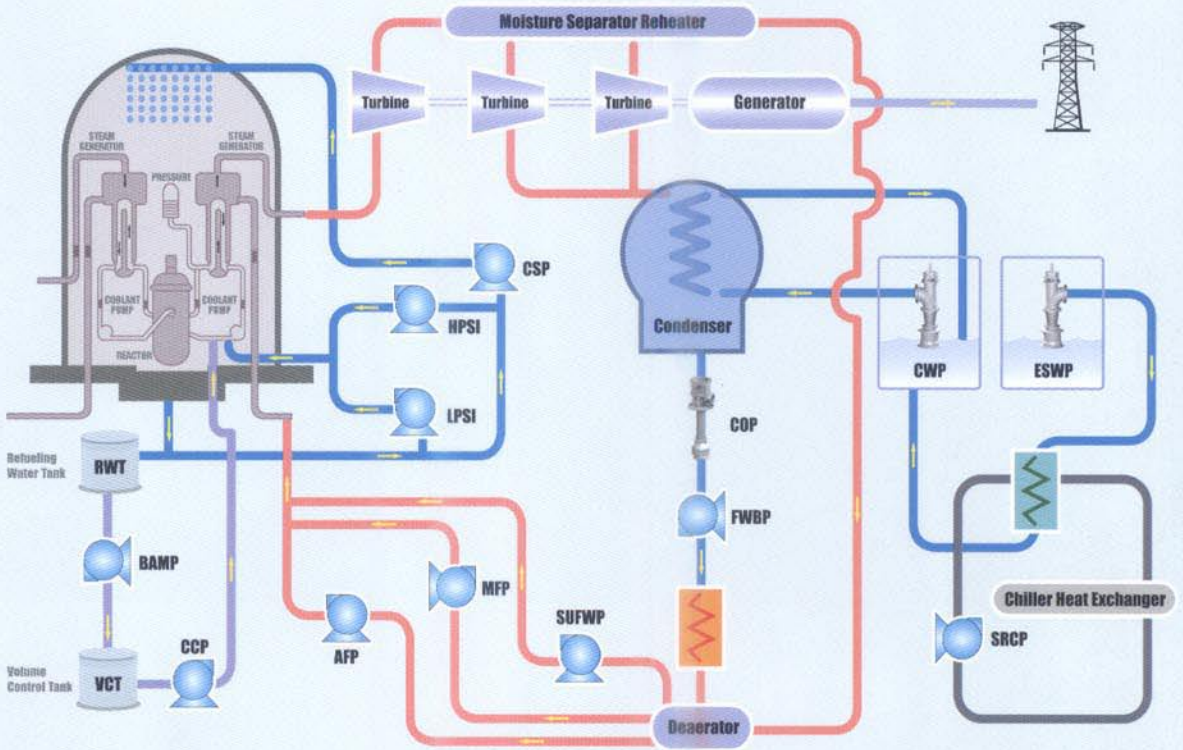 Moisture Separator Reheater
Turbine
Turbine
Turbine
Generator
STEAM
GENERATOR
STEAM
GENERATOR
PRESSURE
COOLANT
PUMP
COOLANT
PUMP
REACTOR
CSP
HPSI
LPSI
Condenser
CWP
ESWP
COP
Refueling
Water Tank
RWT
FWBP
BAMP
MFP
Chiller Heat Exchanger
SUFWP
SRCP
AFP
CCP
Volume
Control Tank
VCT
Deaerator